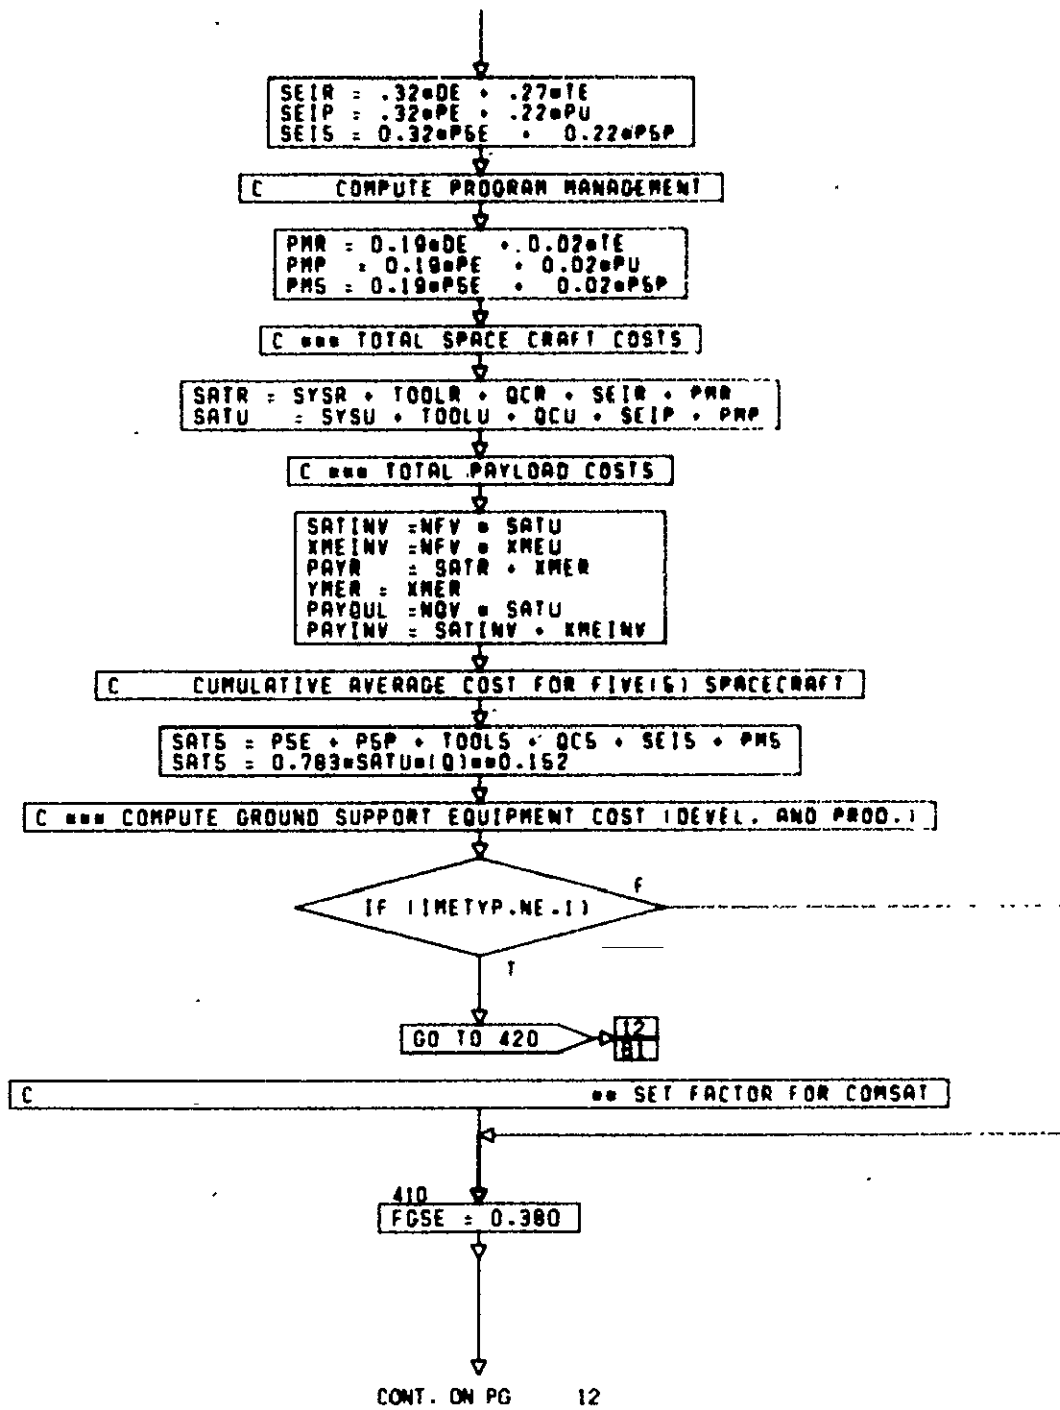 SEIR = .32*DE + .27*TE
SEIP = .32*PE + .22*PU
SEIS = 0.32*PSE + 0.22*PSP
C COMPUTE PROGRAM MANAGEMENT
PMR = 0.19*DE + 0.02*TE
PMP = 0.19*PE + 0.02*PU
PMS = 0.19*PSE + 0.02*PSP
C *** TOTAL SPACE CRAFT COSTS
SATR = SYSR + TOOLR + QCR + SEIR + PMR
SATU = SYSU + TOOLU + QCU + SEIP + PMP
C *** TOTAL PAYLOAD COSTS
SATINV =NFV * SATU
XMEINV =NFV * XMEU
PAYR = SATR + XMER
YMER = XMER
PAYQUL =NQV * SATU
PAYINV = SATINV + XMEINV
C CUMULATIVE AVERAGE COST FOR FIVE(5) SPACECRAFT
SATS = PSE + PSP + TOOLS + QCS + SEIS + PMS
SATS = 0.783*SATU*(Q)**0.152
C *** COMPUTE GROUND SUPPORT EQUIPMENT COST (DEVEL. AND PROD.)
IF (IMETYP.NE.1)
F
T
GO TO 420
12
B1
C ** SET FACTOR FOR COMSAT
410
FGSE = 0.380
CONT. ON PG 12